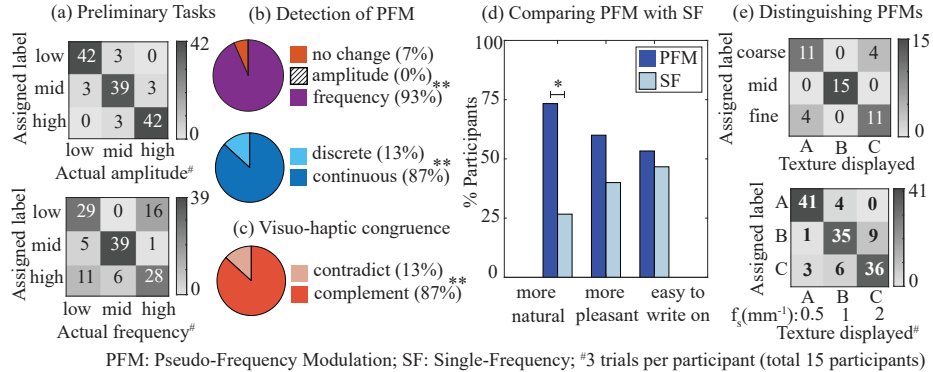 (a) Preliminary Tasks
Assigned label
low
mid
high
42 3 0
3 39 3
0 3 42
low mid high
Actual amplitude#
42
0
Assigned label
low
mid
high
29 0 16
5 39 1
11 6 28
low mid high
Actual frequency#
39
0
(b) Detection of PFM
no change (7%)
amplitude (0%)
frequency (93%)
**
discrete (13%)
continuous (87%)
**
(c) Visuo-haptic congruence
contradict (13%)
complement (87%)
**
(d) Comparing PFM with SF
% Participants
100
75
50
25
0
PFM
SF
*
more natural
more pleasant
easy to write on
(e) Distinguishing PFMs
Assigned label
coarse
mid
fine
11 0 4
0 15 0
4 0 11
A B C
Texture displayed
15
0
Assigned label
A
B
C
41 4 0
1 35 9
3 6 36
A B C
fs(mm-1): 0.5 1 2
Texture displayed#
41
0
PFM: Pseudo-Frequency Modulation; SF: Single-Frequency; #3 trials per participant (total 15 participants)